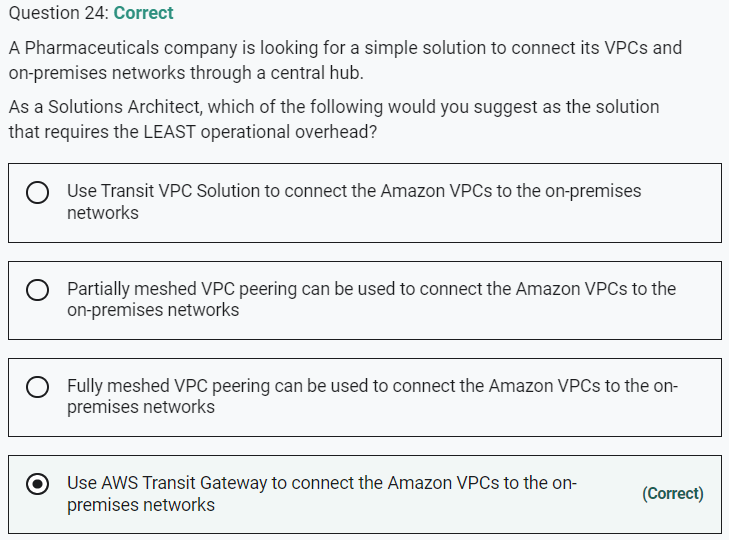 Question 24: Correct
A Pharmaceuticals company is looking for a simple solution to connect its VPCs and
on-premises networks through a central hub.
As a Solutions Architect, which of the following would you suggest as the solution
that requires the LEAST operational overhead?
Use Transit VPC Solution to connect the Amazon VPCs to the on-premises
networks
Partially meshed VPC peering can be used to connect the Amazon VPCs to the
on-premises networks
Fully meshed VPC peering can be used to connect the Amazon VPCs to the on-
premises networks
Use AWS Transit Gateway to connect the Amazon VPCs to the on-
premises networks
(Correct)